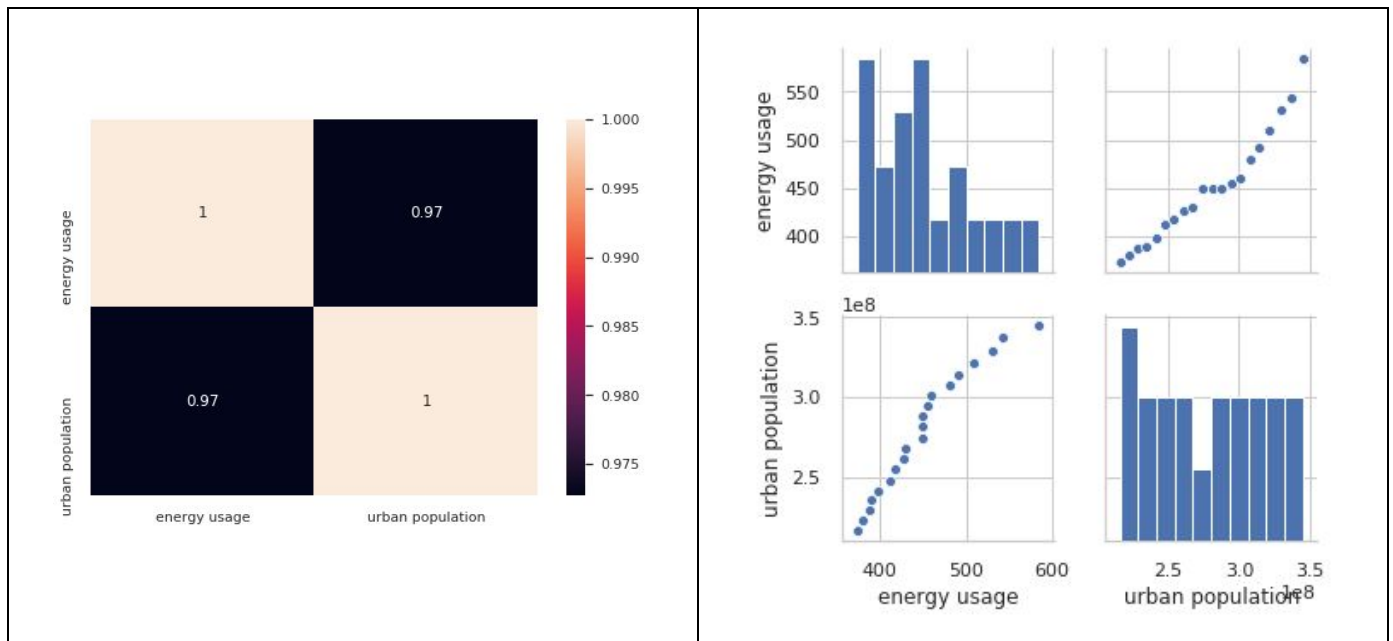 energy usage
urban population
1
0.97
0.97
1
energy usage
urban population
1.000
0.995
0.990
0.985
0.980
0.975
energy usage
550
500
450
400
1e8
urban population
3.5
3.0
2.5
400 500 600
energy usage
2.5 3.0 3.5
urban population
1e8